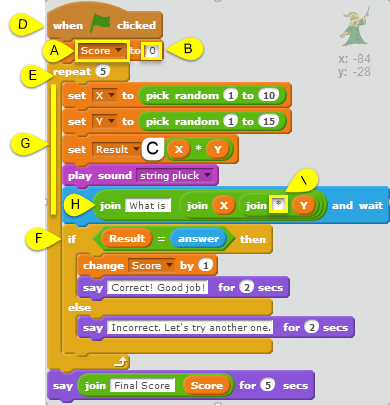 D when clicked
A Score to 0 B
x: -84
y: -28
E repeat 5
set X to pick random 1 to 10
set Y to pick random 1 to 15
G set Result C X * Y
play sound string pluck
I
H join What is join X join * Y and wait
F if Result = answer then
change Score by 1
say Correct! Good job! for 2 secs
else
say Incorrect. Let's try another one. for 2 secs
say join Final Score Score for 5 secs